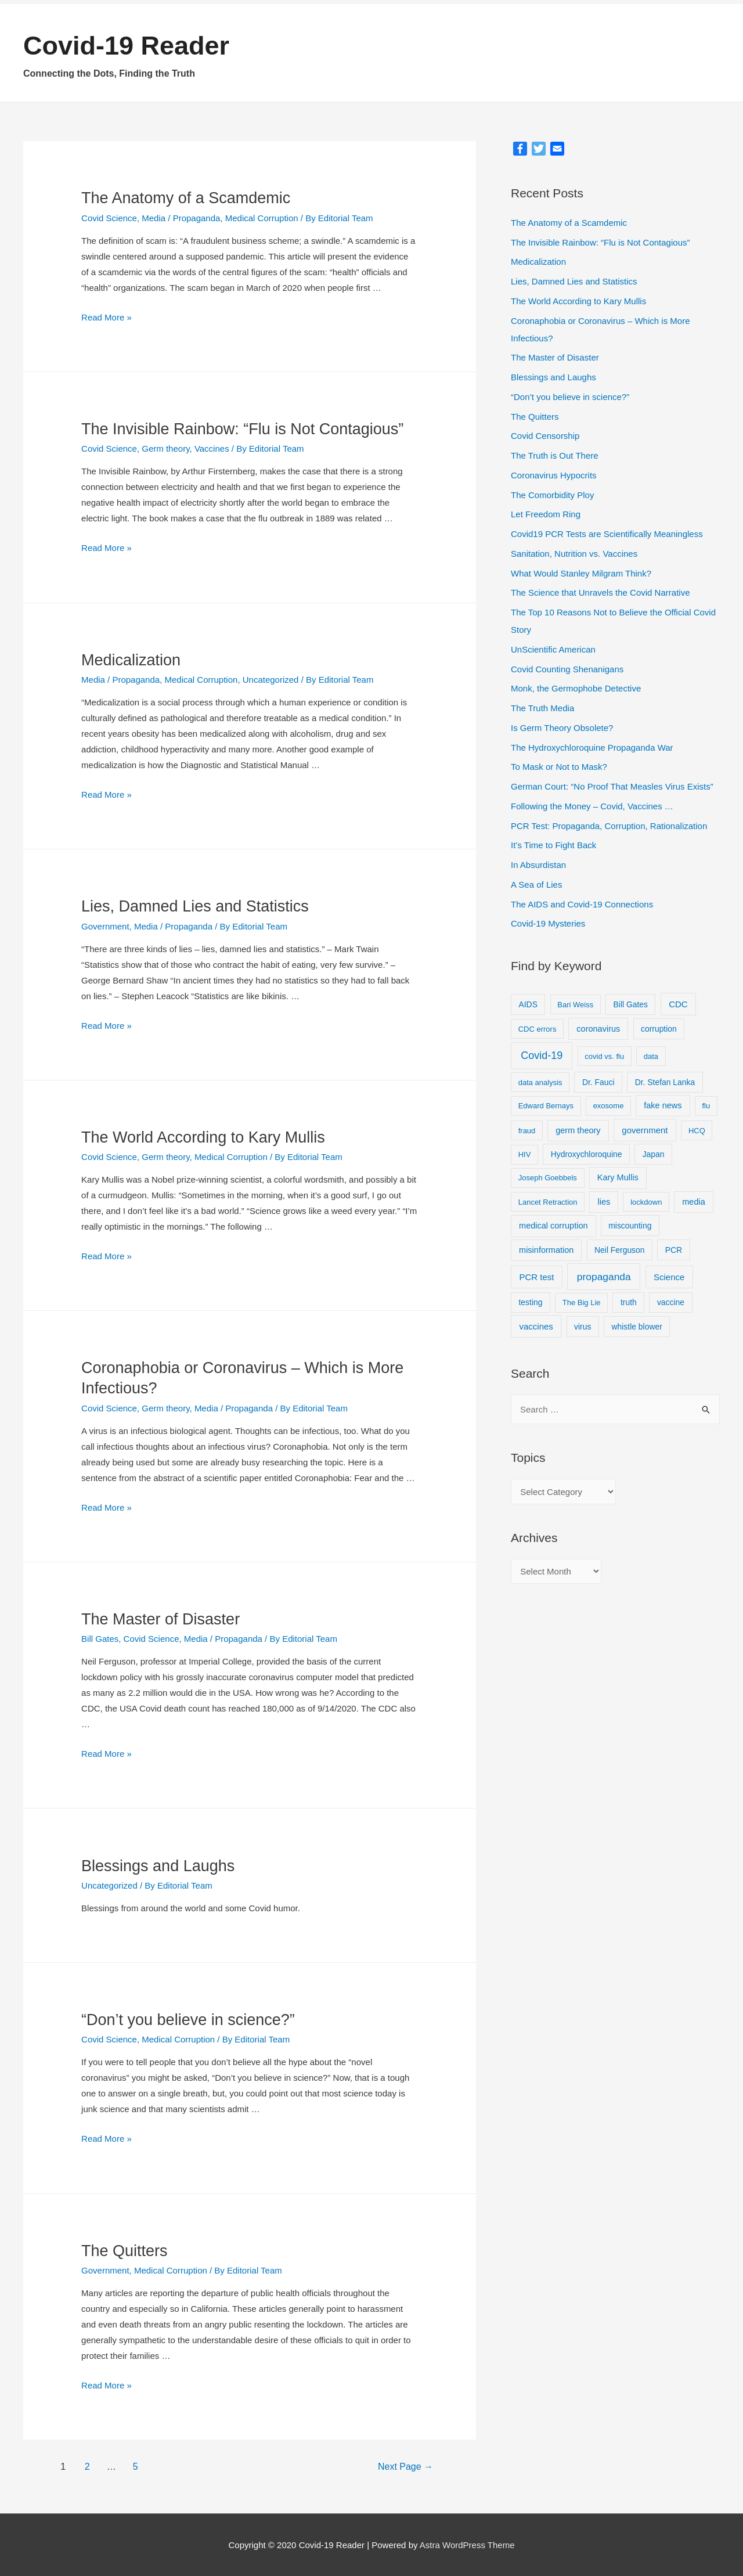 Covid-19 Reader
Connecting the Dots, Finding the Truth
The Anatomy of a Scamdemic
Covid Science, Media / Propaganda, Medical Corruption / By Editorial Team
The definition of scam is: “A fraudulent business scheme; a swindle.” A scamdemic is a
swindle centered around a supposed pandemic. This article will present the evidence
of a scamdemic via the words of the central figures of the scam: “health” officials and
“health” organizations. The scam began in March of 2020 when people first …
Read More »
The Invisible Rainbow: “Flu is Not Contagious”
Covid Science, Germ theory, Vaccines / By Editorial Team
The Invisible Rainbow, by Arthur Firsternberg, makes the case that there is a strong
connection between electricity and health and that we first began to experience the
negative health impact of electricity shortly after the world began to embrace the
electric light. The book makes a case that the flu outbreak in 1889 was related …
Read More »
Medicalization
Media / Propaganda, Medical Corruption, Uncategorized / By Editorial Team
“Medicalization is a social process through which a human experience or condition is
culturally defined as pathological and therefore treatable as a medical condition.” In
recent years obesity has been medicalized along with alcoholism, drug and sex
addiction, childhood hyperactivity and many more. Another good example of
medicalization is how the Diagnostic and Statistical Manual …
Read More »
Lies, Damned Lies and Statistics
Government, Media / Propaganda / By Editorial Team
“There are three kinds of lies – lies, damned lies and statistics.” – Mark Twain
“Statistics show that of those who contract the habit of eating, very few survive.” –
George Bernard Shaw “In ancient times they had no statistics so they had to fall back
on lies.” – Stephen Leacock “Statistics are like bikinis. …
Read More »
The World According to Kary Mullis
Covid Science, Germ theory, Medical Corruption / By Editorial Team
Kary Mullis was a Nobel prize-winning scientist, a colorful wordsmith, and possibly a bit
of a curmudgeon. Mullis: “Sometimes in the morning, when it’s a good surf, I go out
there, and I don’t feel like it’s a bad world.” “Science grows like a weed every year.” “I’m
really optimistic in the mornings.” The following …
Read More »
Coronaphobia or Coronavirus – Which is More
Infectious?
Covid Science, Germ theory, Media / Propaganda / By Editorial Team
A virus is an infectious biological agent. Thoughts can be infectious, too. What do you
call infectious thoughts about an infectious virus? Coronaphobia. Not only is the term
already being used but some are already busy researching the topic. Here is a
sentence from the abstract of a scientific paper entitled Coronaphobia: Fear and the …
Read More »
The Master of Disaster
Bill Gates, Covid Science, Media / Propaganda / By Editorial Team
Neil Ferguson, professor at Imperial College, provided the basis of the current
lockdown policy with his grossly inaccurate coronavirus computer model that predicted
as many as 2.2 million would die in the USA. How wrong was he? According to the
CDC, the USA Covid death count has reached 180,000 as of 9/14/2020. The CDC also
…
Read More »
Blessings and Laughs
Uncategorized / By Editorial Team
Blessings from around the world and some Covid humor.
“Don’t you believe in science?”
Covid Science, Medical Corruption / By Editorial Team
If you were to tell people that you don’t believe all the hype about the “novel
coronavirus” you might be asked, “Don’t you believe in science?” Now, that is a tough
one to answer on a single breath, but, you could point out that most science today is
junk science and that many scientists admit …
Read More »
The Quitters
Government, Medical Corruption / By Editorial Team
Many articles are reporting the departure of public health officials throughout the
country and especially so in California. These articles generally point to harassment
and even death threats from an angry public resenting the lockdown. The articles are
generally sympathetic to the understandable desire of these officials to quit in order to
protect their families …
Read More »
1 2 … 5 Next Page →
Recent Posts
The Anatomy of a Scamdemic
The Invisible Rainbow: “Flu is Not Contagious”
Medicalization
Lies, Damned Lies and Statistics
The World According to Kary Mullis
Coronaphobia or Coronavirus – Which is More
Infectious?
The Master of Disaster
Blessings and Laughs
“Don’t you believe in science?”
The Quitters
Covid Censorship
The Truth is Out There
Coronavirus Hypocrits
The Comorbidity Ploy
Let Freedom Ring
Covid19 PCR Tests are Scientifically Meaningless
Sanitation, Nutrition vs. Vaccines
What Would Stanley Milgram Think?
The Science that Unravels the Covid Narrative
The Top 10 Reasons Not to Believe the Official Covid
Story
UnScientific American
Covid Counting Shenanigans
Monk, the Germophobe Detective
The Truth Media
Is Germ Theory Obsolete?
The Hydroxychloroquine Propaganda War
To Mask or Not to Mask?
German Court: “No Proof That Measles Virus Exists”
Following the Money – Covid, Vaccines …
PCR Test: Propaganda, Corruption, Rationalization
It’s Time to Fight Back
In Absurdistan
A Sea of Lies
The AIDS and Covid-19 Connections
Covid-19 Mysteries
Find by Keyword
AIDS Bari Weiss Bill Gates CDC
CDC errors coronavirus corruption
Covid-19 covid vs. flu data
data analysis Dr. Fauci Dr. Stefan Lanka
Edward Bernays exosome fake news flu
fraud germ theory government HCQ
HIV Hydroxychloroquine Japan
Joseph Goebbels Kary Mullis
Lancet Retraction lies lockdown media
medical corruption miscounting
misinformation Neil Ferguson PCR
PCR test propaganda Science
testing The Big Lie truth vaccine
vaccines virus whistle blower
Search
Search …
Topics
Select Category
Archives
Select Month
Copyright © 2020 Covid-19 Reader | Powered by Astra WordPress Theme